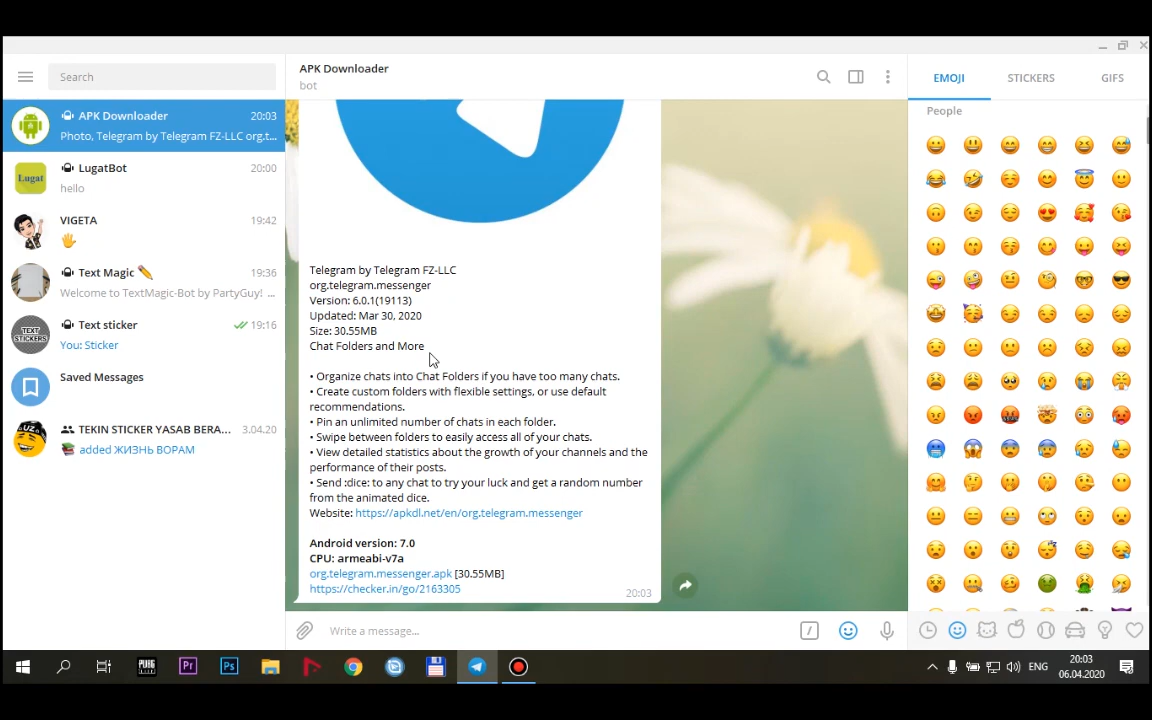 Search
APK Downloader
20:03
Photo, Telegram by Telegram FZ-LLC org.t...
LugatBot
20:00
hello
Lugat
VIGETA
19:42
Text Magic
19:36
Welcome to TextMagic-Bot by PartyGuy! ...
Text sticker
19:16
You: Sticker
TEXT
STICKERS
Saved Messages
TEKIN STICKER YASAB BERA...
3.04.20
added ЖИЗНЬ ВОРАМ
UZ
APK Downloader
bot
Telegram by Telegram FZ-LLC
org.telegram.messenger
Version: 6.0.1(19113)
Updated: Mar 30, 2020
Size: 30.55MB
Chat Folders and More
• Organize chats into Chat Folders if you have too many chats.
• Create custom folders with flexible settings, or use default
recommendations.
• Pin an unlimited number of chats in each folder.
• Swipe between folders to easily access all of your chats.
• View detailed statistics about the growth of your channels and the
performance of their posts.
• Send :dice: to any chat to try your luck and get a random number
from the animated dice.
Website: https://apkdl.net/en/org.telegram.messenger
Android version: 7.0
CPU: armeabi-v7a
org.telegram.messenger.apk [30.55MB]
https://checker.in/go/2163305
20:03
Write a message...
EMOJI
STICKERS
GIFS
People
PUBG
Pr
Ps
ENG
20:03
06.04.2020